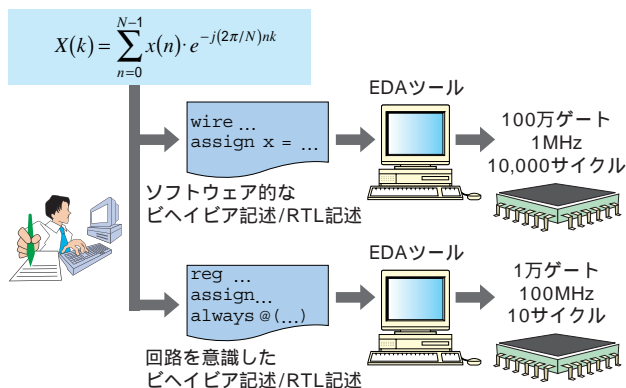 X(k) = \sum_{n=0}^{N-1} x(n) \cdot e^{-j(2\pi/N)nk}
EDAツール
wire …
assign x = …
100万ゲート
1MHz
10,000サイクル
ソフトウェア的な
ビヘイビア記述/RTL記述
EDAツール
reg …
assign…
always @(…)
1万ゲート
100MHz
10サイクル
回路を意識した
ビヘイビア記述/RTL記述